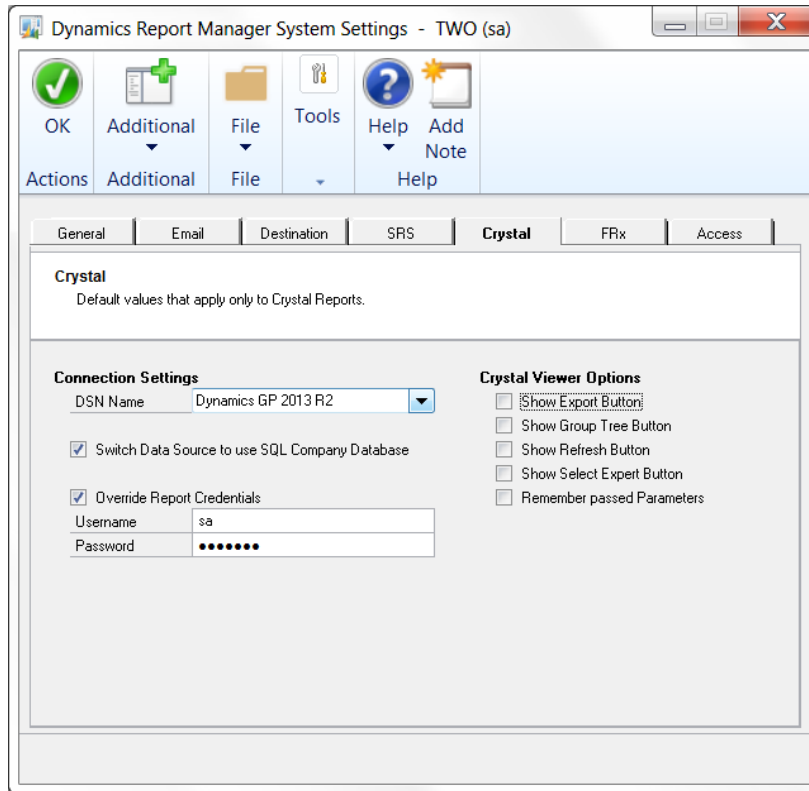 Dynamics Report Manager System Settings - TWO (sa)
OK Additional File Tools Help Add Note
Actions Additional File Help
General Email Destination SRS Crystal FRx Access
Crystal
Default values that apply only to Crystal Reports.
Connection Settings
DSN Name Dynamics GP 2013 R2
Switch Data Source to use SQL Company Database
Override Report Credentials
Username sa
Password •••••••
Crystal Viewer Options
Show Export Button
Show Group Tree Button
Show Refresh Button
Show Select Expert Button
Remember passed Parameters